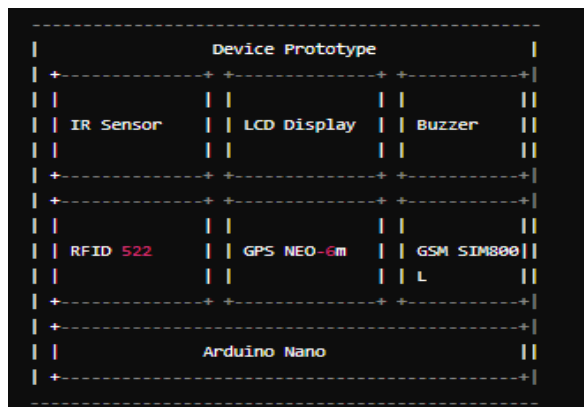 Device Prototype
IR Sensor LCD Display Buzzer
RFID 522 GPS NEO-6m GSM SIM800
L
Arduino Nano